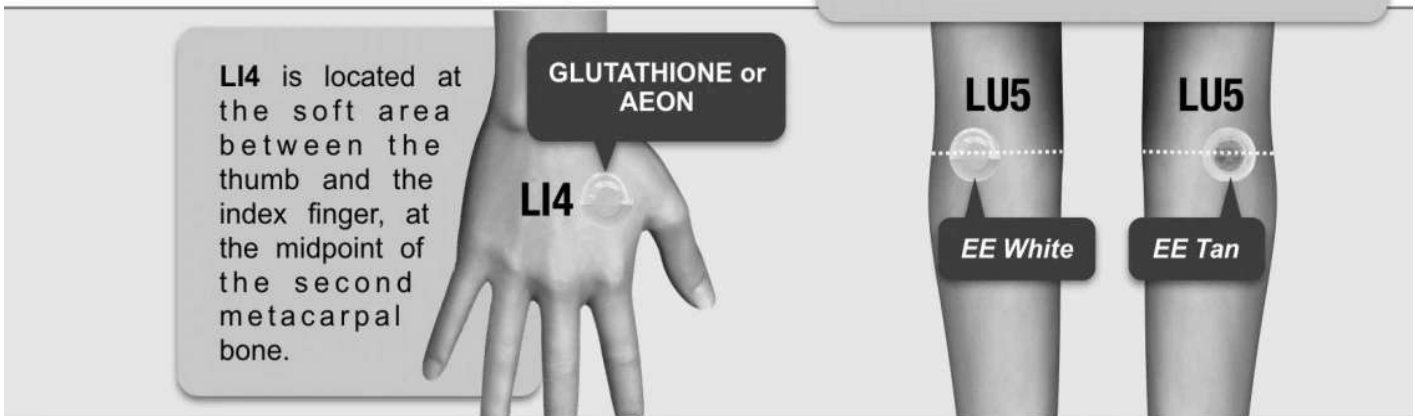 LI4 is located at
the soft area
between the
thumb and the
index finger, at
the midpoint of
the second
metacarpal
bone.
GLUTATHIONE or
AEON
LI4
LU5
LU5
EE White
EE Tan